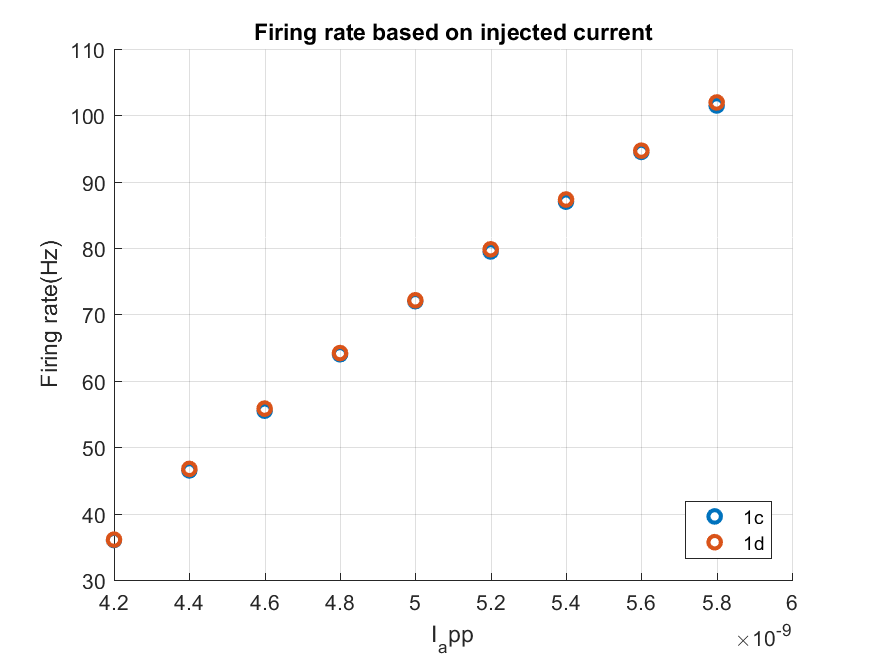 Firing rate based on injected current
Firing rate(Hz)
110
100
90
80
70
60
50
40
30
1c
1d
4.2 4.4 4.6 4.8 5 5.2 5.4 5.6 5.8 6
I_app
×10^-9